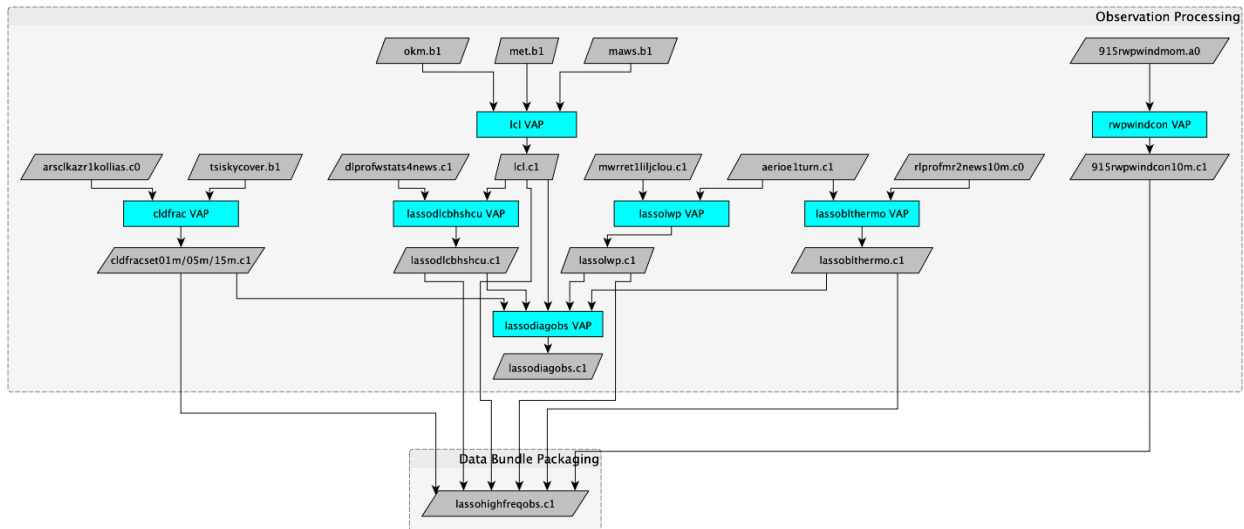 Observation Processing
okm.b1
met.b1
maws.b1
915rwpwindmom.a0
lcl VAP
rwpwindcon VAP
arsclkazr1kollias.c0
tsiskycover.b1
dlprofwstats4news.c1
lcl.c1
mwrret1liljclou.c1
aerioe1turn.c1
rlprofmr2news10m.c0
915rwpwindcon10m.c1
cldfrac VAP
lassodlcbhshcu VAP
lassolwp VAP
lassoblthermo VAP
cldfracset01m/05m/15m.c1
lassodlcbhshcu.c1
lassolwp.c1
lassoblthermo.c1
lassodiagobs VAP
lassodiagobs.c1
Data Bundle Packaging
lassohighfreqobs.c1